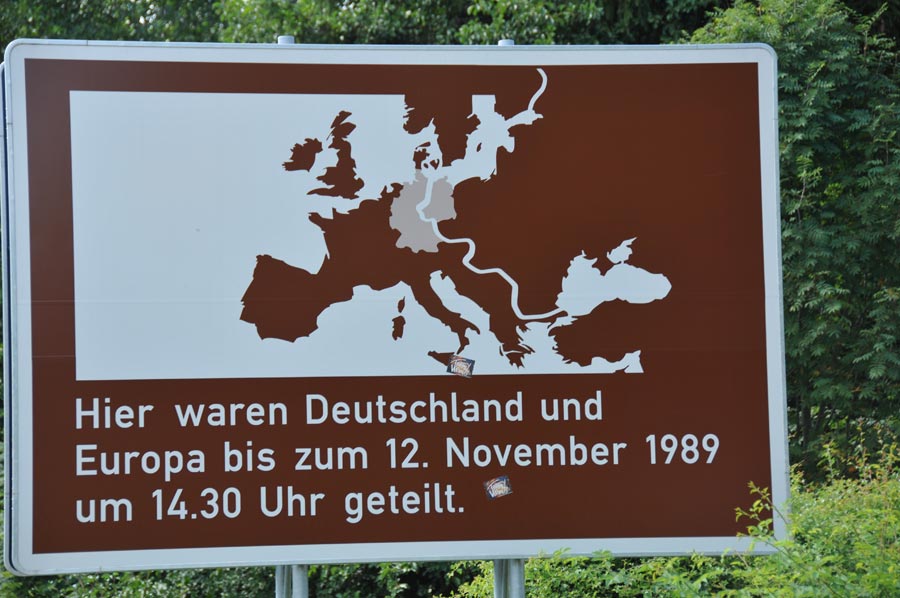 Hier waren Deutschland und
Europa bis zum 12. November 1989
um 14.30 Uhr geteilt.